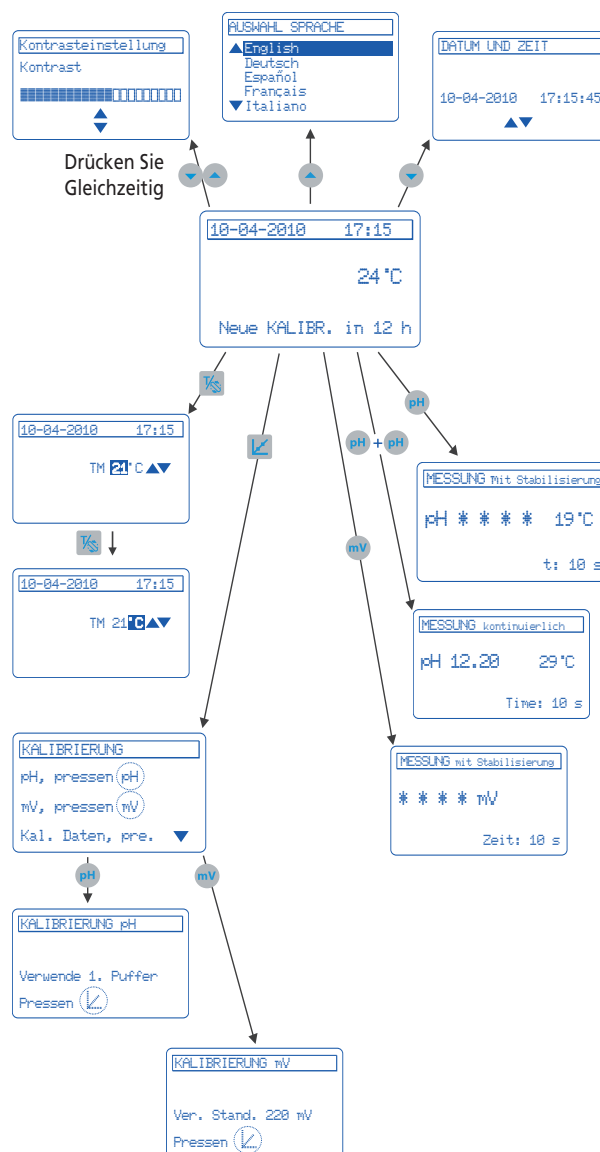 Kontrasteinstellung
Kontrast
AUSWAHL SPRACHE
English
Deutsch
Español
Français
Italiano
DATUM UND ZEIT
10-04-2010 17:15:45
Drücken Sie
Gleichzeitig
10-04-2010 17:15
24°C
Neue KALIBR. in 12 h
10-04-2010 17:15
TM 21°C
10-04-2010 17:15
TM 21°C
pH
pH + pH
mV
MESSUNG mit Stabilisierung
pH * * * * 19°C
t: 10 s
MESSUNG kontinuierlich
pH 12.20 29°C
Time: 10 s
MESSUNG mit Stabilisierung
* * * * mV
Zeit: 10 s
KALIBRIERUNG
pH, pressen pH
mV, pressen mV
Kal. Daten, pre.
pH
mV
KALIBRIERUNG pH
Verwende 1. Puffer
Pressen
KALIBRIERUNG mV
Ver. Stand. 220 mV
Pressen